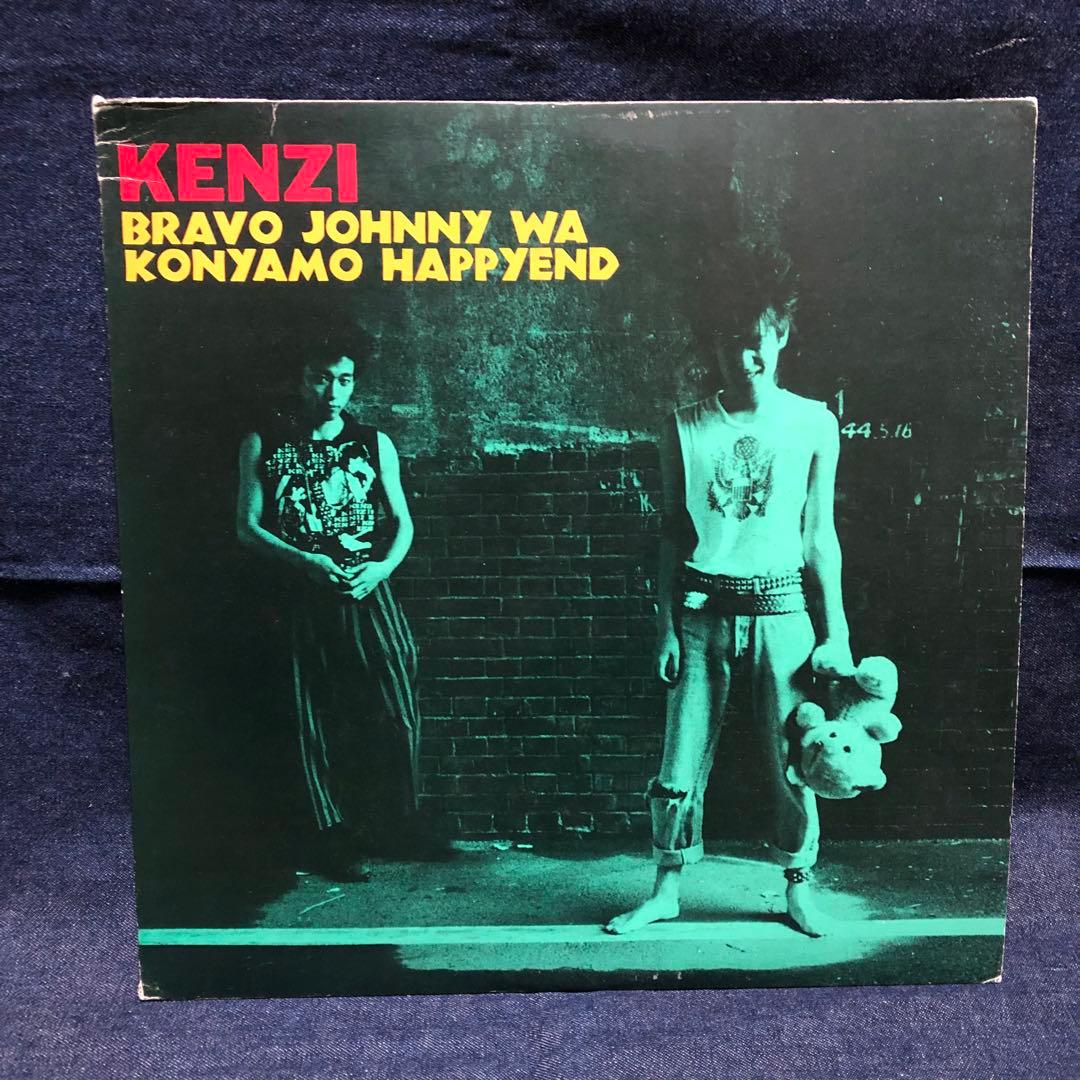 KENZI
BRAVO JOHNNY WA
KONYAMO HAPPYEND
44.5.16